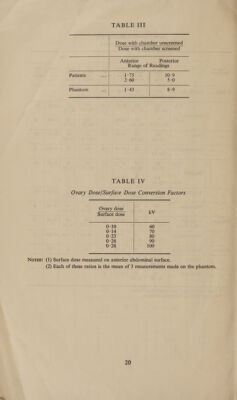 TABLE III
Dose with chamber unscreened
Dose with chamber screened
Anterior Posterior
Range of Readings
Patients ... 1·73 10·9
2·60 5·0
Phantom ... 1·43 8·9
TABLE IV
Ovary Dose/Surface Dose Conversion Factors
Ovary dose
Surface dose kV
0·10 60
0·14 70
0·23 80
0·26 90
0·28 100
NOTES: (1) Surface dose measured on anterior abdominal surface.
(2) Each of these ratios is the mean of 3 measurements made on the phantom.
20